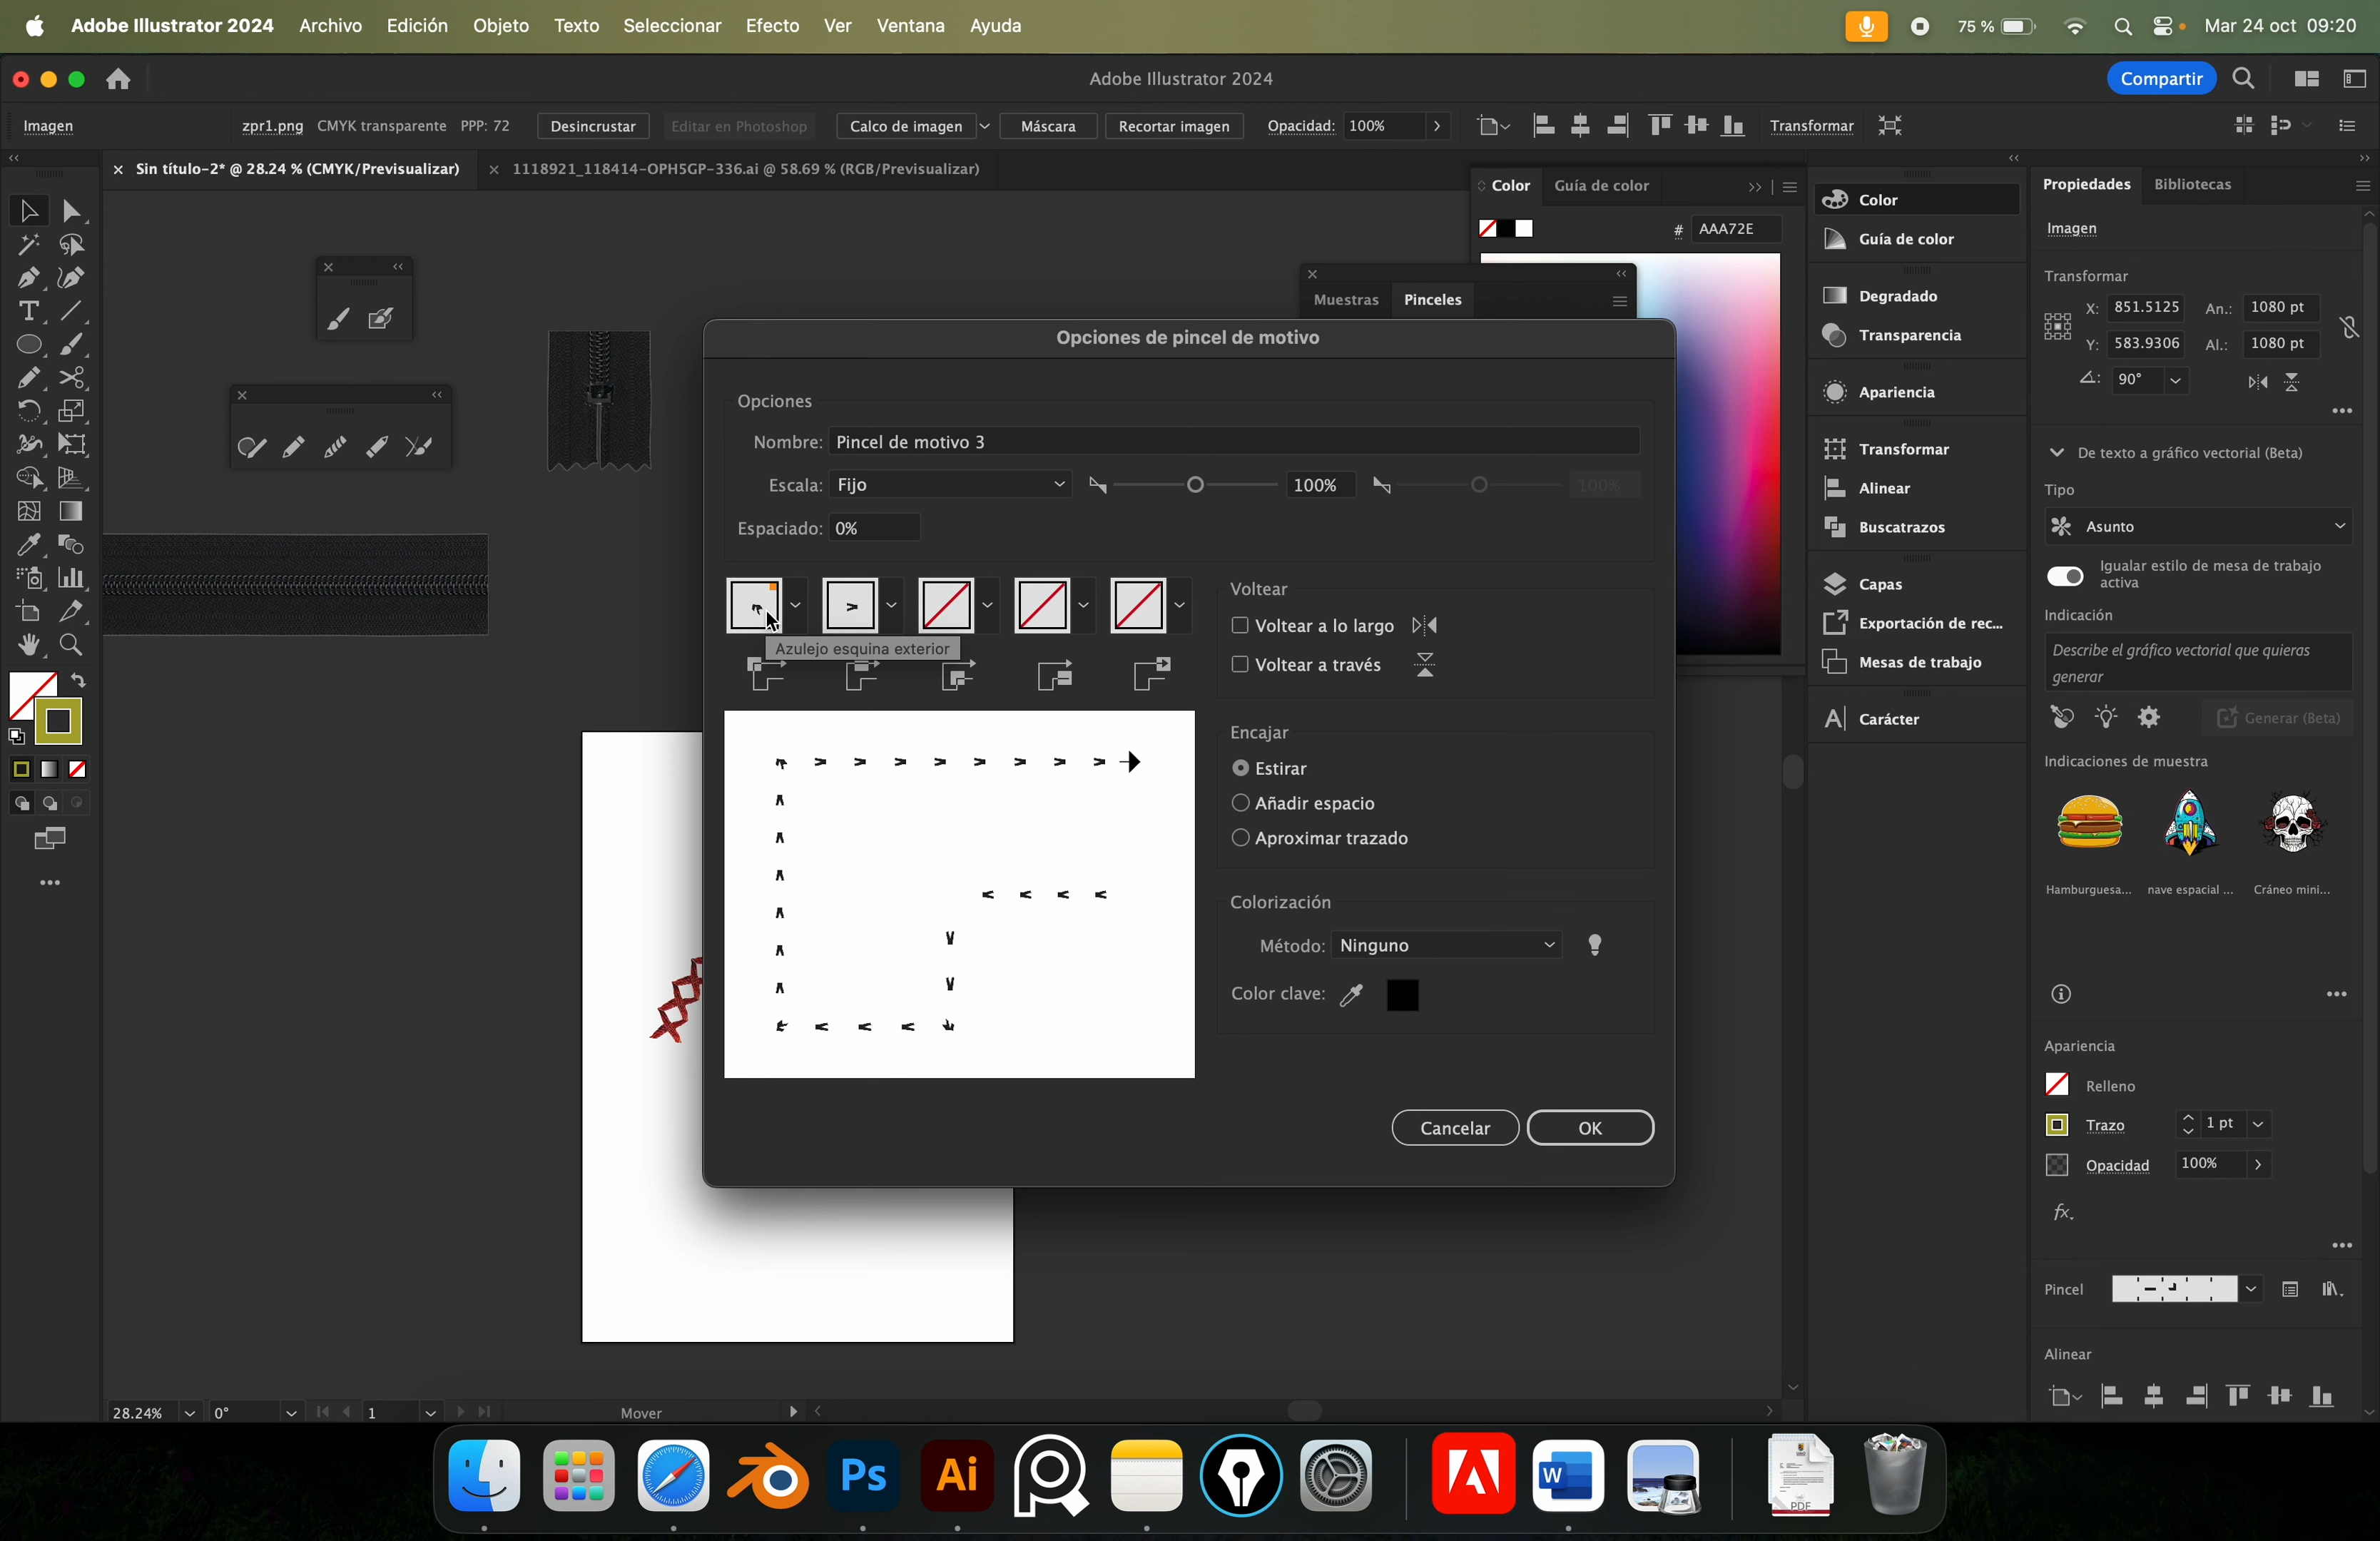 Adobe Illustrator 2024 Archivo Edición Objeto Texto Seleccionar Efecto Ver Ventana Ayuda 75 % Mar 24 oct 09:20
Adobe Illustrator 2024 Compartir
Imagen zpr1.png CMYK transparente PPP: 72 Desincrustar Editar en Photoshop Calco de imagen Máscara Recortar imagen Opacidad: 100% Transformar
Sin título-2* @ 28.24 % (CMYK/Previsualizar) 1118921_118414-OPH5GP-336.ai @ 58.69 % (RGB/Previsualizar)
Color Guía de color
# AAA72E
Muestras Pinceles
Opciones de pincel de motivo
Opciones
Nombre: Pincel de motivo 3
Escala: Fijo 100% 100%
Espaciado: 0%
Azulejo esquina exterior
Voltear
Voltear a lo largo
Voltear a través
Encajar
Estirar
Añadir espacio
Aproximar trazado
Colorización
Método: Ninguno
Color clave:
Cancelar OK
Color
Guía de color
Degradado
Transparencia
Apariencia
Transformar
Alinear
Buscatrazos
Capas
Exportación de rec...
Mesas de trabajo
Carácter
Propiedades Bibliotecas
Imagen
Transformar
X: 851.5125 An.: 1080 pt
Y: 583.9306 Al.: 1080 pt
90°
De texto a gráfico vectorial (Beta)
Tipo
Asunto
Igualar estilo de mesa de trabajo
activa
Indicación
Describe el gráfico vectorial que quieras
generar
Generar (Beta)
Indicaciones de muestra
Hamburguesa... nave espacial ... Cráneo mini...
Apariencia
Relleno
Trazo 1 pt
Opacidad 100%
fx.
Pincel
Alinear
28.24% 0° 1 Mover
Ps Ai W PDF